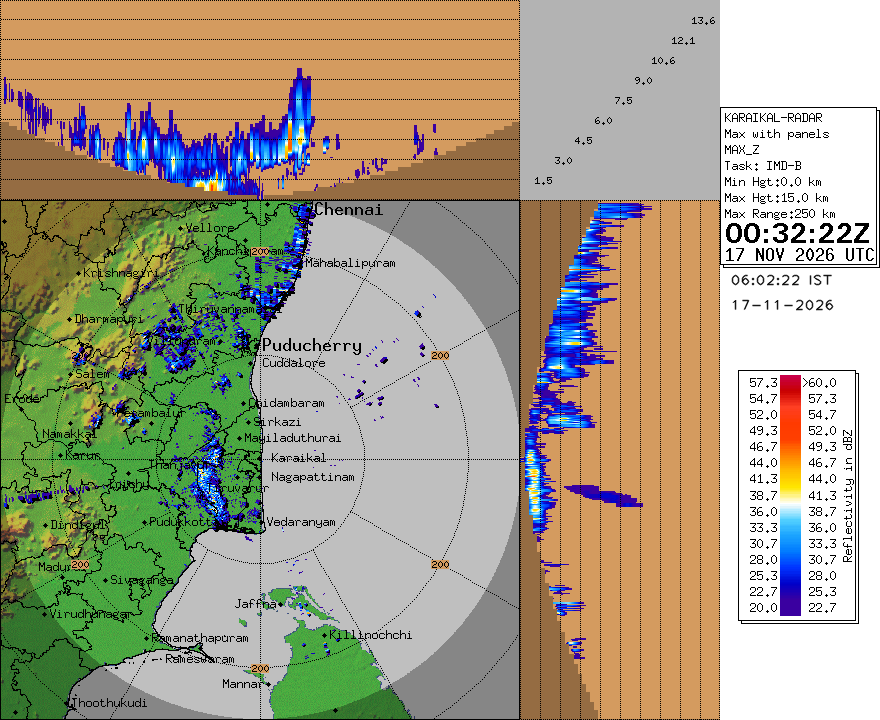 13.6
12.1
10.6
9.0
7.5
6.0
4.5
3.0
1.5
KARAIKAL-RADAR
Max with panels
MAX_Z
Task: IMD-B
Min Hgt:0.0 km
Max Hgt:15.0 km
Max Range:250 km
00:32:22Z
17 NOV 2026 UTC
06:02:22 IST
17-11-2026
57.3 >60.0
54.7 57.3
52.0 54.7
49.3 52.0
46.7 49.3
44.0 46.7
41.3 44.0
38.7 41.3
36.0 38.7
33.3 36.0
30.7 33.3
28.0 30.7
25.3 28.0
22.7 25.3
20.0 22.7
Reflectivity in dBZ
Chennai
Vellore
200
Mahabalipuram
Krishnagiri
Dharmapuri
Puducherry
200
Cuddalore
Salem
Erode
Chidambaram
Perambalur
Sirkazi
Namakkal
Mayiladuthurai
Karur
Karaikal
Nagapattinam
Pudukkott
Vedaranyam
Dindigul
200
200
Madur
Sivaganga
Jaffna
Virudhunagar
Killinochchi
Ramanathapuram
Rameswaram
200
Mannar
Thoothukudi